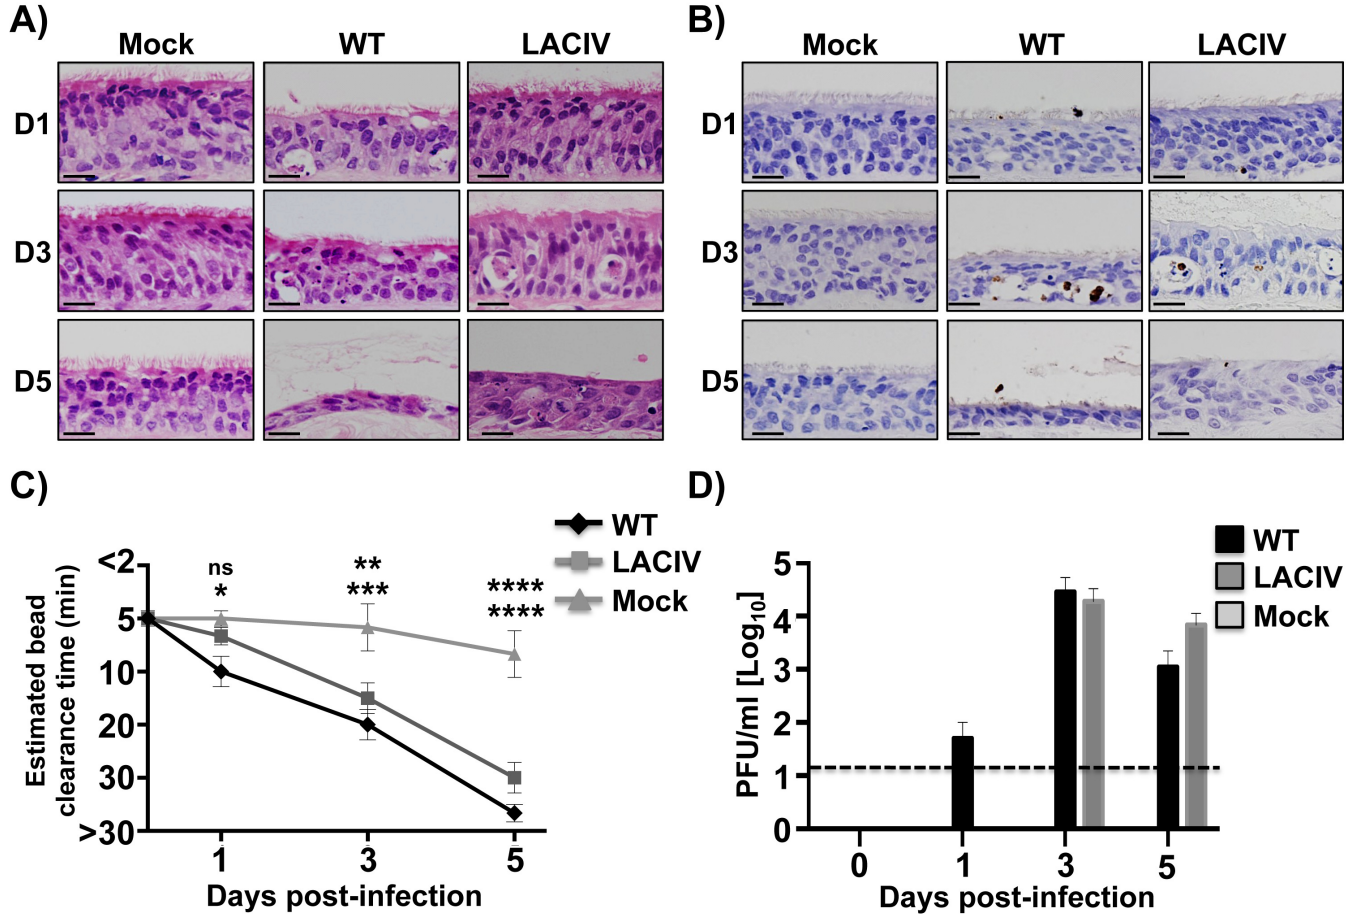 A)
Mock WT LACIV
D1
D3
D5
B)
Mock WT LACIV
D1
D3
D5
C)
WT
LACIV
Mock
Estimated bead
clearance time (min)
<2
5
10
20
30
>30
ns
*
**
***
****
****
1 3 5
Days post-infection
D)
WT
LACIV
Mock
PFU/ml [Log10]
5
4
3
2
1
0
0 1 3 5
Days post-infection